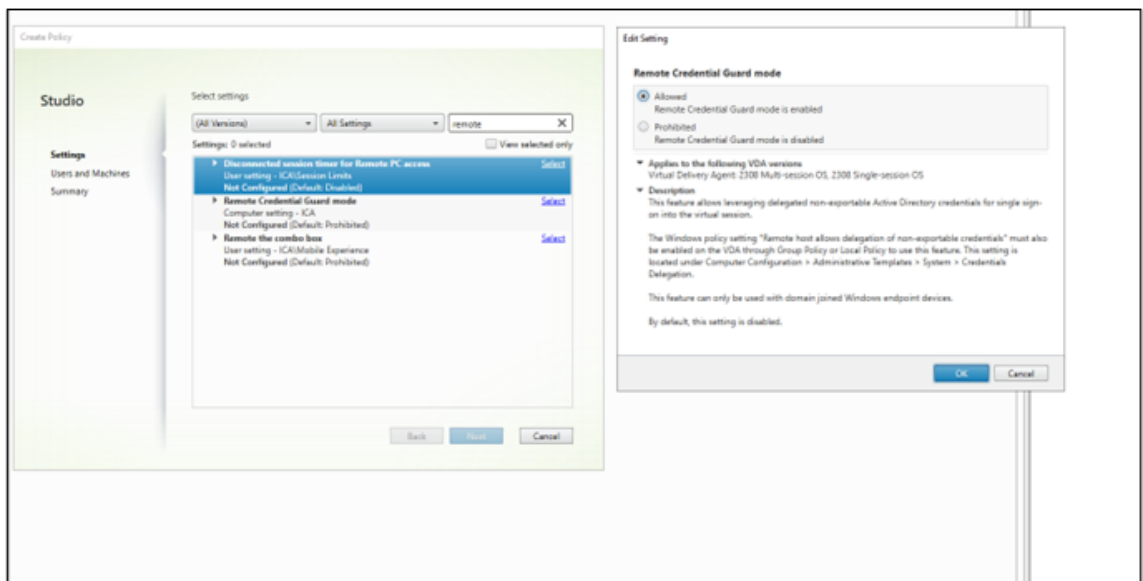 Create Policy
Studio
Settings
Users and Machines
Summary
Select settings
(All Versions)
All Settings
remote
X
Settings: 0 selected
View selected only
Disconnected session timer for Remote PC access
Select
User setting - ICA\Session Limits
Not Configured (Default: Disabled)
Remote Credential Guard mode
Select
Computer setting - ICA
Not Configured (Default: Prohibited)
Remote the combo box
Select
User setting - ICA\Mobile Experience
Not Configured (Default: Prohibited)
Back
Next
Cancel
Edit Setting
Remote Credential Guard mode
Allowed
Remote Credential Guard mode is enabled
Prohibited
Remote Credential Guard mode is disabled
Applies to the following VDA versions
Virtual Delivery Agent: 2308 Multi-session OS, 2308 Single-session OS
Description
This feature allows leveraging delegated non-exportable Active Directory credentials for single sign-
on into the virtual session.
The Windows policy setting "Remote host allows delegation of non-exportable credentials" must also
be enabled on the VDA through Group Policy or Local Policy to use this feature. This setting is
located under Computer Configuration > Administrative Templates > System > Credentials
Delegation.
This feature can only be used with domain joined Windows endpoint devices.
By default, this setting is disabled.
OK
Cancel